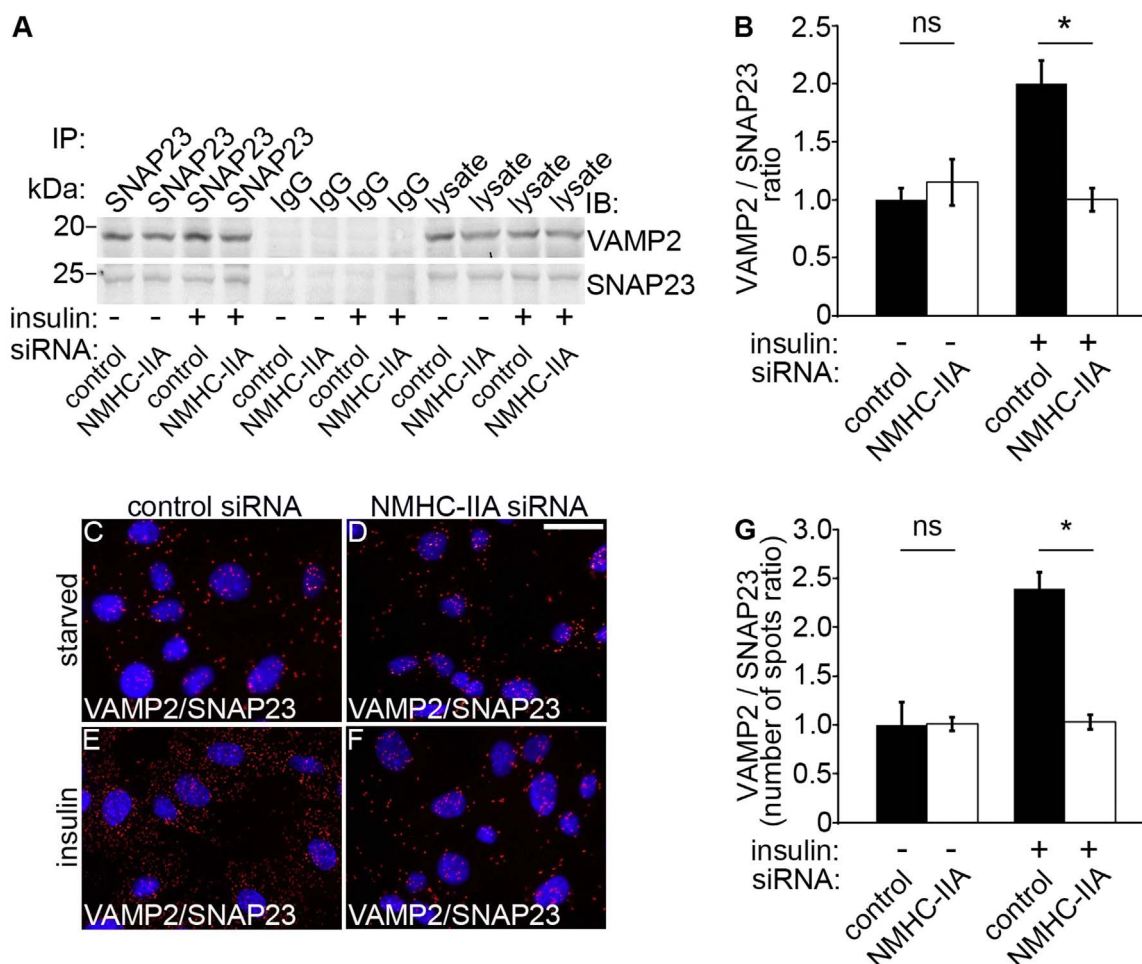 A
IP:
SNAP23 SNAP23 SNAP23 SNAP23 IgG IgG IgG IgG lysate lysate lysate lysate
kDa:
IB:
20
VAMP2
25
SNAP23
insulin: - - + + - - + + - - + +
siRNA:
control NMHC-IIA control NMHC-IIA control NMHC-IIA control NMHC-IIA control NMHC-IIA control NMHC-IIA
B
VAMP2 / SNAP23
ratio
2.5
2.0
1.5
1.0
0.5
0
ns
*
insulin: - - + +
siRNA:
control NMHC-IIA control NMHC-IIA
control siRNA
NMHC-IIA siRNA
starved
C
VAMP2/SNAP23
D
VAMP2/SNAP23
insulin
E
VAMP2/SNAP23
F
VAMP2/SNAP23
G
VAMP2 / SNAP23
(number of spots ratio)
3.0
2.5
2.0
1.5
1.0
0.5
0
ns
*
insulin: - - + +
siRNA:
control NMHC-IIA control NMHC-IIA